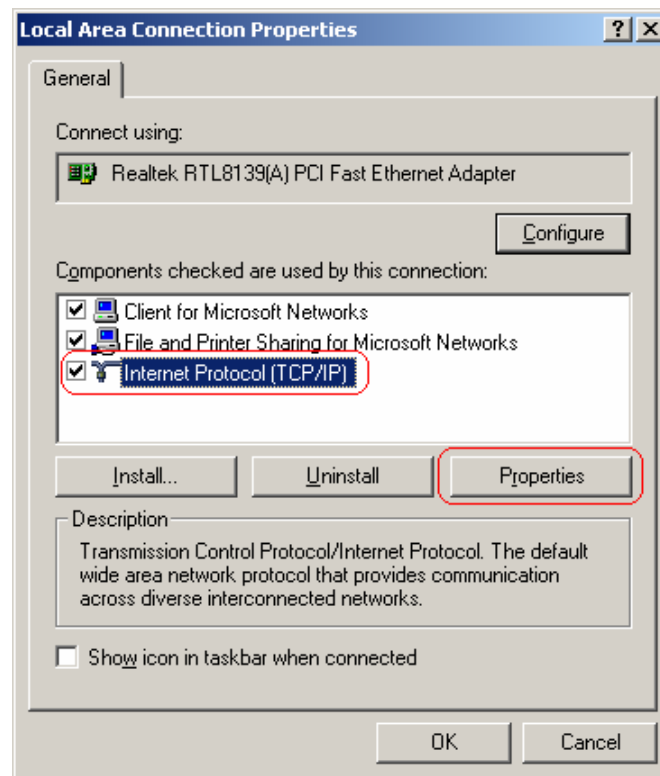 Local Area Connection Properties
General
Connect using:
Realtek RTL8139(A) PCI Fast Ethernet Adapter
Configure
Components checked are used by this connection:
Client for Microsoft Networks
File and Printer Sharing for Microsoft Networks
Internet Protocol (TCP/IP)
Install...
Uninstall
Properties
Description
Transmission Control Protocol/Internet Protocol. The default
wide area network protocol that provides communication
across diverse interconnected networks.
Show icon in taskbar when connected
OK
Cancel